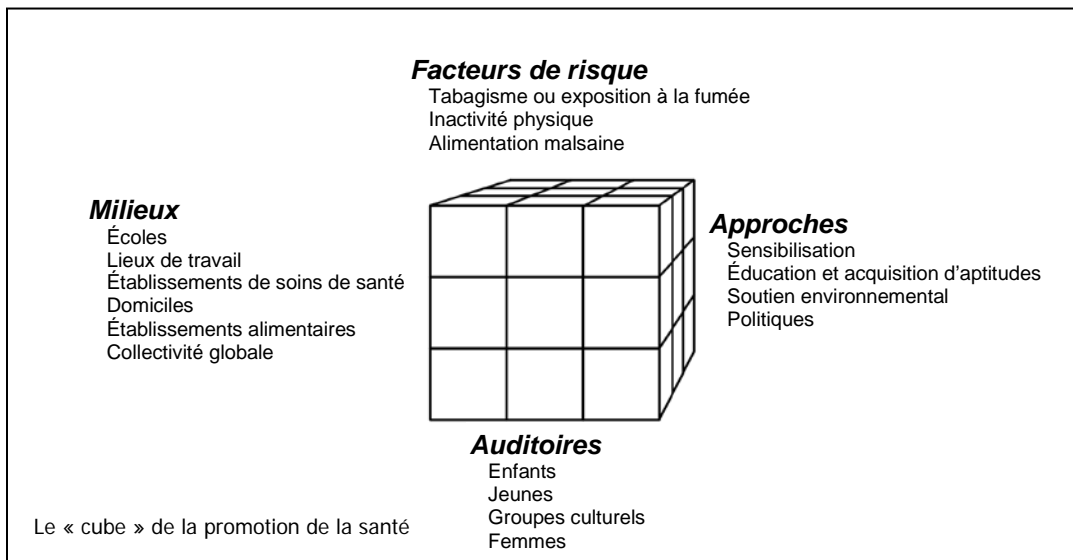 Facteurs de risque
Tabagisme ou exposition à la fumée
Inactivité physique
Alimentation malsaine
Milieux
Écoles
Lieux de travail
Établissements de soins de santé
Domiciles
Établissements alimentaires
Collectivité globale
Approches
Sensibilisation
Éducation et acquisition d'aptitudes
Soutien environnemental
Politiques
Auditoires
Enfants
Jeunes
Groupes culturels
Femmes
Le « cube » de la promotion de la santé